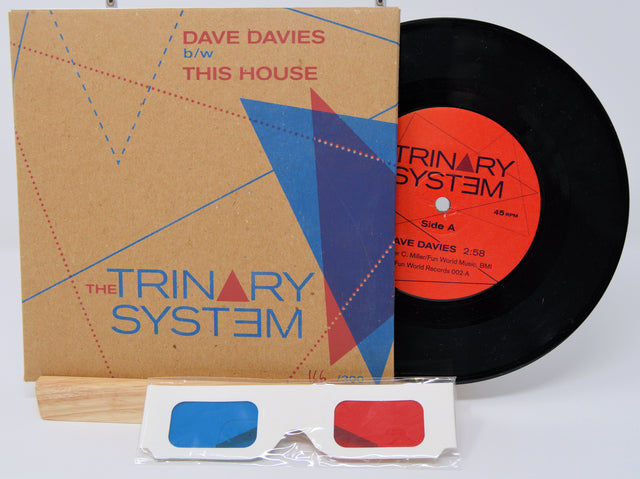 DAVE DAVIES
b/w
THIS HOUSE
THE TRINARY
SYSTEM
TRINARY
SYSTEM
45 RPM
Side A
AVE DAVIES 2:58
C. Miller/Fun World Music, BMI
Fun World Records 002-A